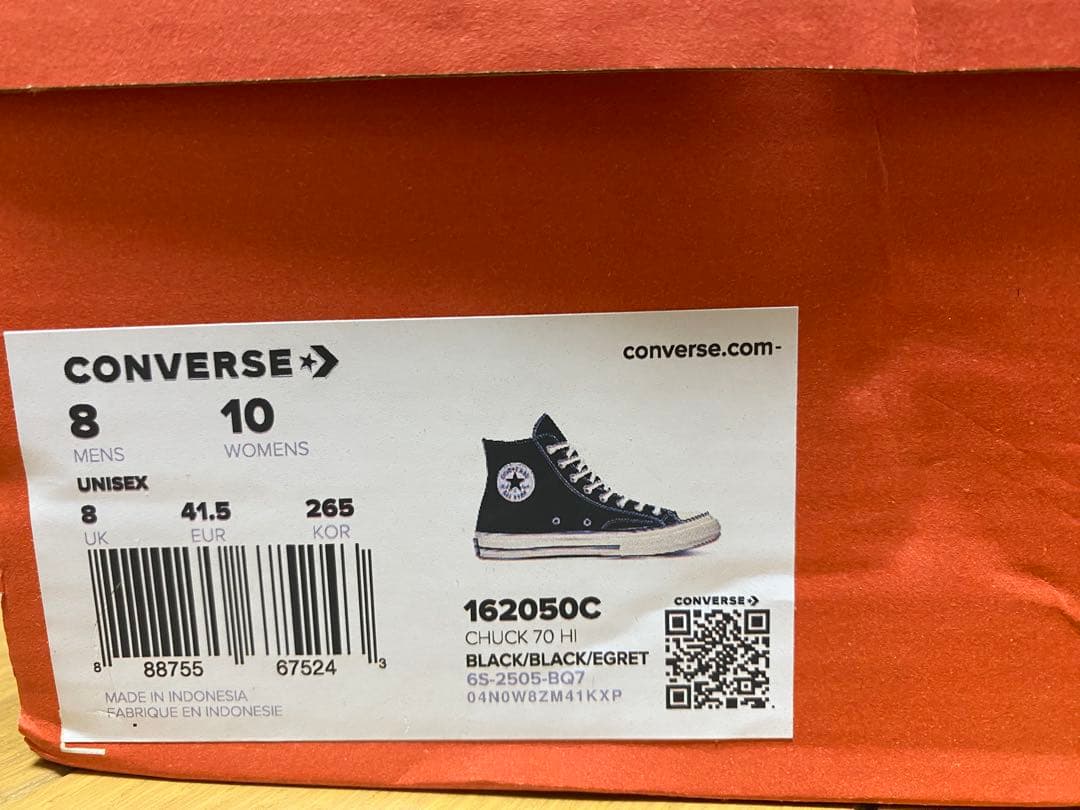 CONVERSE
converse.com-
8 10
MENS WOMENS
UNISEX
8 41.5 265
UK EUR KOR
8 88755 67524 3
MADE IN INDONESIA
FABRIQUE EN INDONESIE
162050C
CHUCK 70 HI
BLACK/BLACK/EGRET
6S-2505-BQ7
04N0W8ZM41KXP
CONVERSE